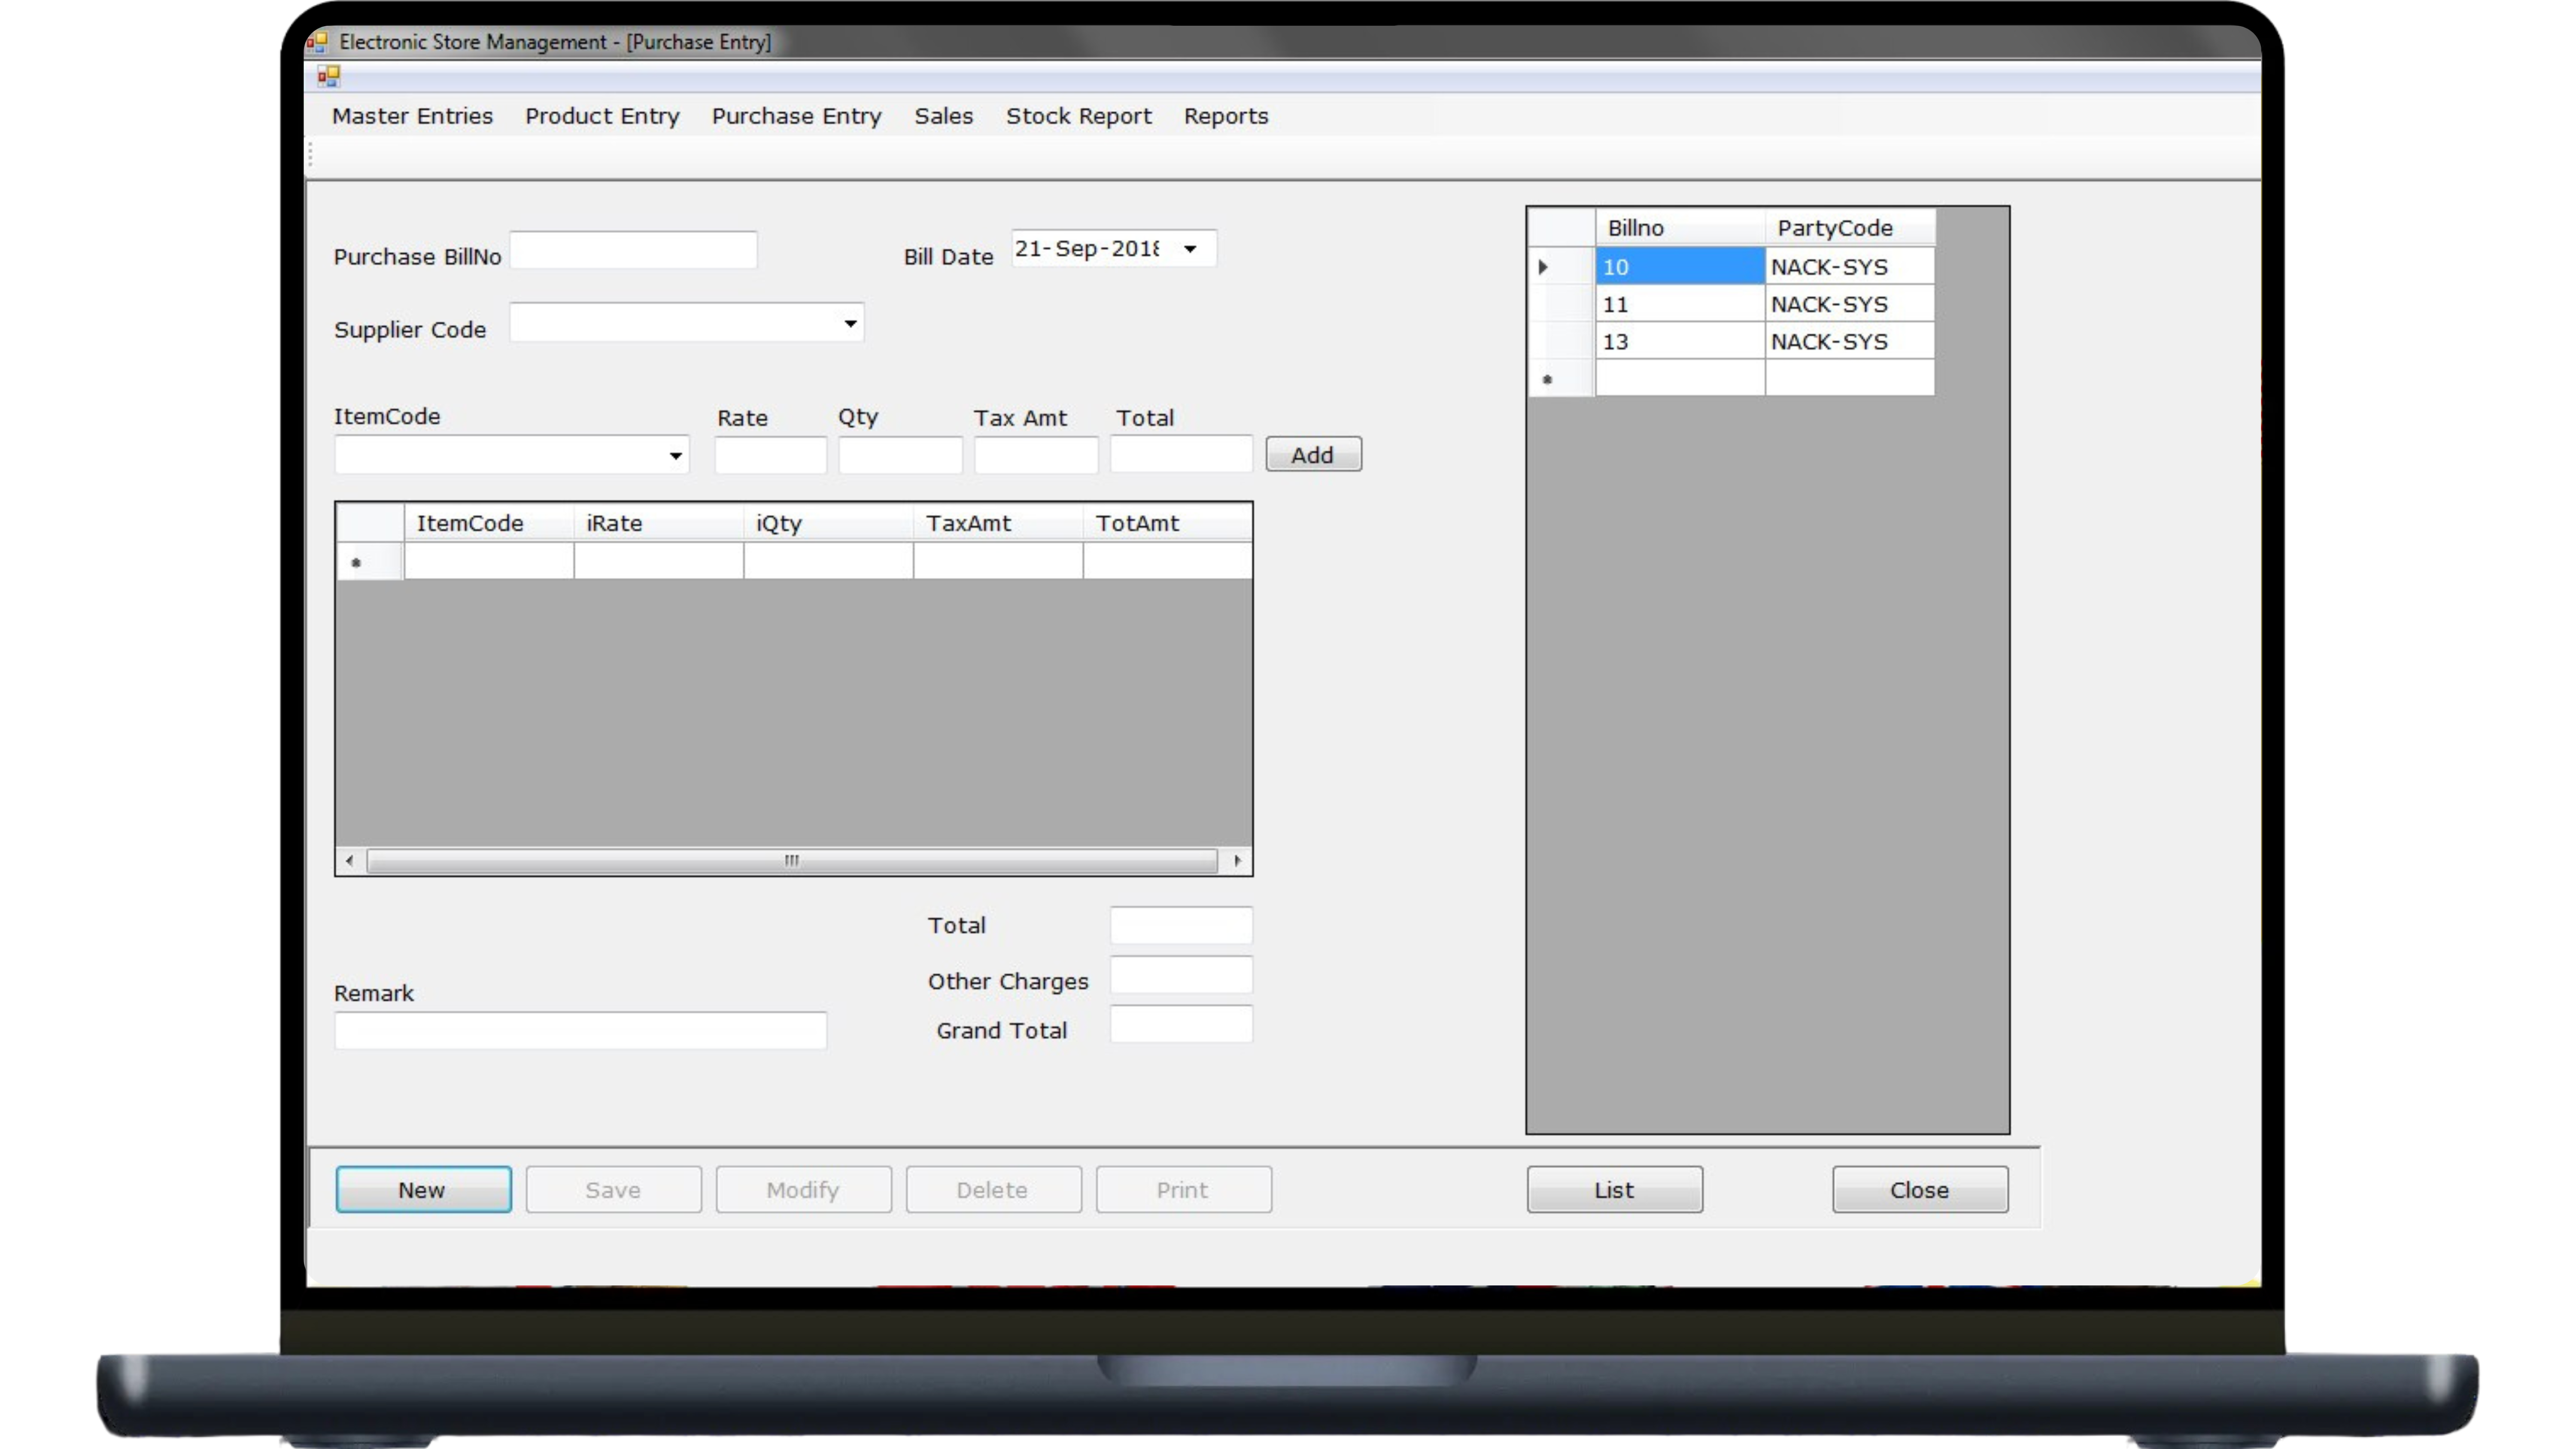 Electronic Store Management - [Purchase Entry]
Master Entries Product Entry Purchase Entry Sales Stock Report Reports
Purchase BillNo
Bill Date 21-Sep-2018
Supplier Code
ItemCode Rate Qty Tax Amt Total
Add
ItemCode iRate iQty TaxAmt TotAmt
Total
Other Charges
Remark
Grand Total
Billno PartyCode
10 NACK-SYS
11 NACK-SYS
13 NACK-SYS
New Save Modify Delete Print List Close